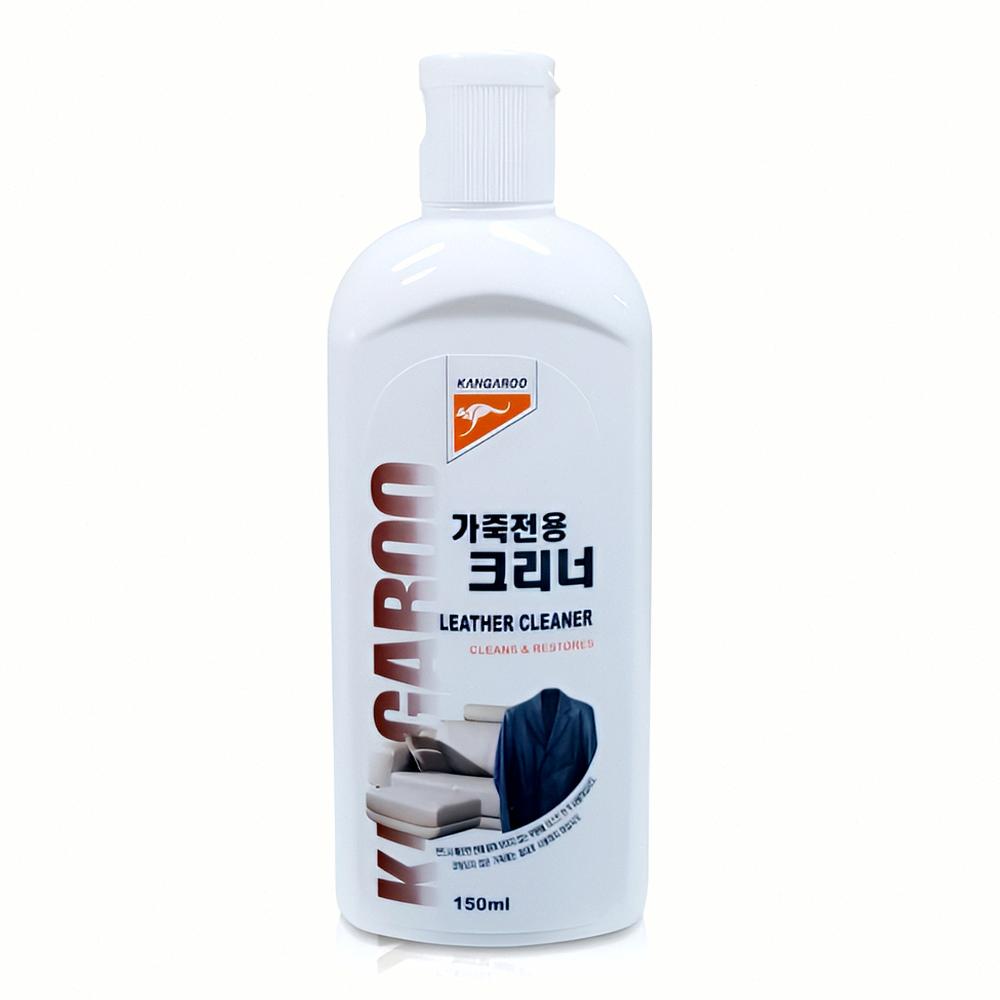 KANGAROO
KANGAROO
가죽전용
크리너
LEATHER CLEANER
CLEANS & RESTORES
150ml